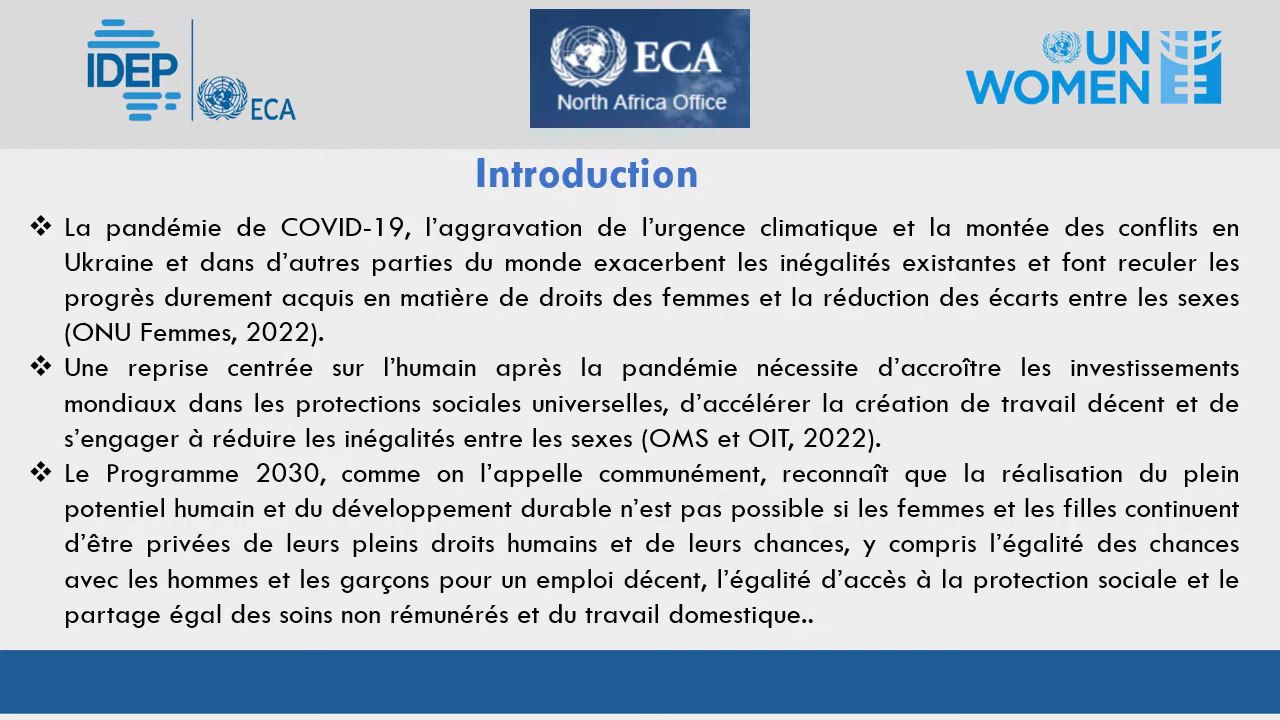 IDEP
ECA
ECA
North Africa Office
UN
WOMEN
Introduction
❖ La pandémie de COVID-19, l’aggravation de l’urgence climatique et la montée des conflits en
Ukraine et dans d’autres parties du monde exacerbent les inégalités existantes et font reculer les
progrès durement acquis en matière de droits des femmes et la réduction des écarts entre les sexes
(ONU Femmes, 2022).
❖ Une reprise centrée sur l’humain après la pandémie nécessite d’accroître les investissements
mondiaux dans les protections sociales universelles, d’accélérer la création de travail décent et de
s’engager à réduire les inégalités entre les sexes (OMS et OIT, 2022).
❖ Le Programme 2030, comme on l’appelle communément, reconnaît que la réalisation du plein
potentiel humain et du développement durable n’est pas possible si les femmes et les filles continuent
d’être privées de leurs pleins droits humains et de leurs chances, y compris l’égalité des chances
avec les hommes et les garçons pour un emploi décent, l’égalité d’accès à la protection sociale et le
partage égal des soins non rémunérés et du travail domestique..